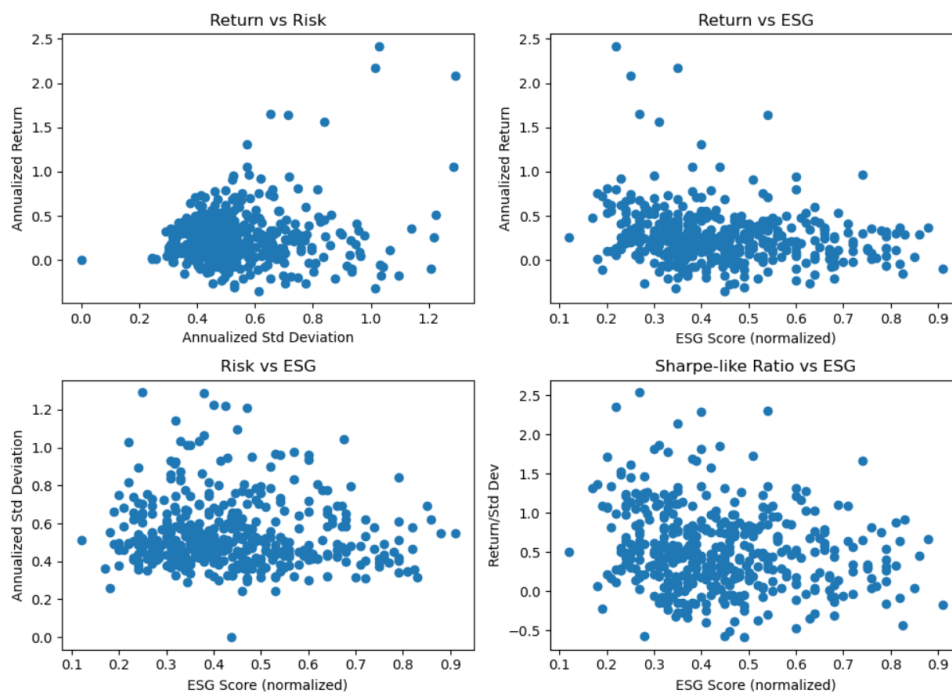 Return vs Risk
Annualized Return
2.5
2.0
1.5
1.0
0.5
0.0
0.0 0.2 0.4 0.6 0.8 1.0 1.2
Annualized Std Deviation
Return vs ESG
Annualized Return
2.5
2.0
1.5
1.0
0.5
0.0
0.1 0.2 0.3 0.4 0.5 0.6 0.7 0.8 0.9
ESG Score (normalized)
Risk vs ESG
Annualized Std Deviation
1.2
1.0
0.8
0.6
0.4
0.2
0.0
0.1 0.2 0.3 0.4 0.5 0.6 0.7 0.8 0.9
ESG Score (normalized)
Sharpe-like Ratio vs ESG
Return/Std Dev
2.5
2.0
1.5
1.0
0.5
0.0
−0.5
0.1 0.2 0.3 0.4 0.5 0.6 0.7 0.8 0.9
ESG Score (normalized)